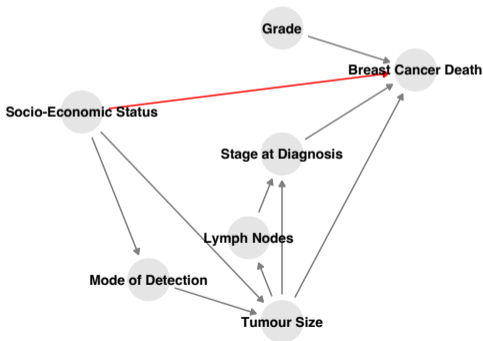 Grade
Breast Cancer Death
Socio-Economic Status
Stage at Diagnosis
Lymph Nodes
Mode of Detection
Tumour Size